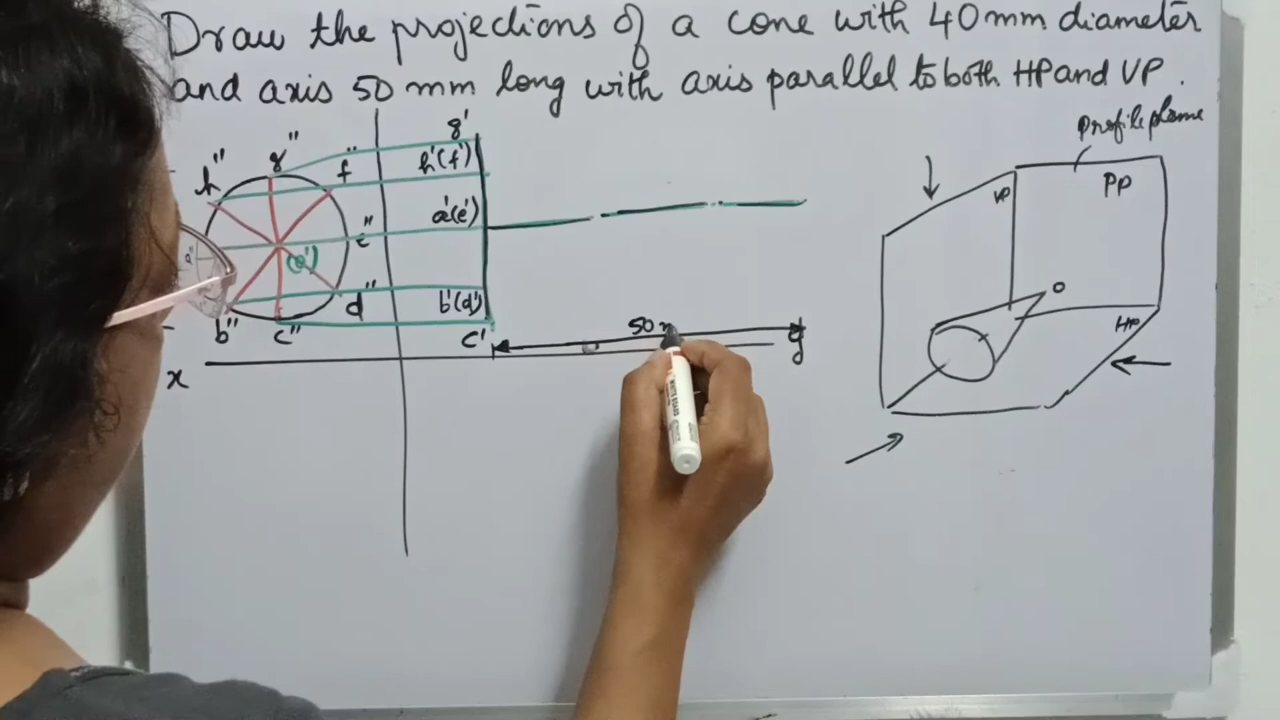 Draw the projections of a cone with 40mm diameter
and axis 50 mm long with axis parallel to both HP and VP.
Profile plane
g'
g"
h'(f')
h"
f"
VP
PP
a'(e')
e"
a"
(o")
O
d"
b'(d')
b"
c"
c'
50 m
HP
x
y